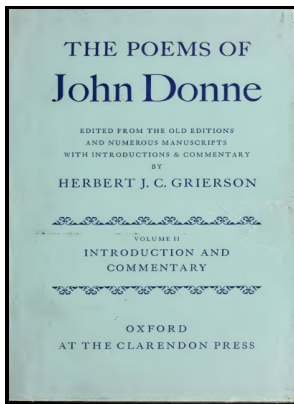 THE POEMS OF
John Donne
EDITED FROM THE OLD EDITIONS
AND NUMEROUS MANUSCRIPTS
WITH INTRODUCTIONS & COMMENTARY
BY
HERBERT J. C. GRIERSON
VOLUME II
INTRODUCTION AND
COMMENTARY
OXFORD
AT THE CLARENDON PRESS